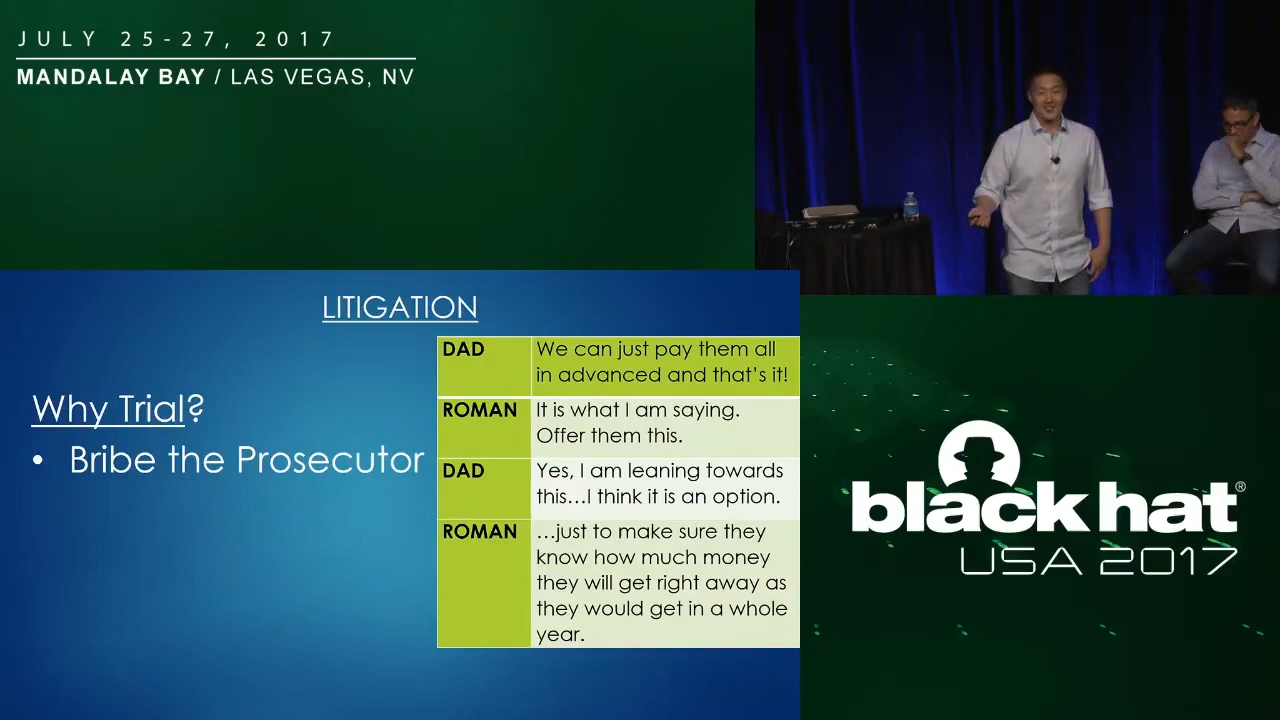 JULY 25-27, 2017
MANDALAY BAY / LAS VEGAS, NV
LITIGATION
Why Trial?
• Bribe the Prosecutor
DAD
We can just pay them all
in advanced and that's it!
ROMAN
It is what I am saying.
Offer them this.
DAD
Yes, I am leaning towards
this...I think it is an option.
ROMAN
...just to make sure they
know how much money
they will get right away as
they would get in a whole
year.
black hat®
USA 2017